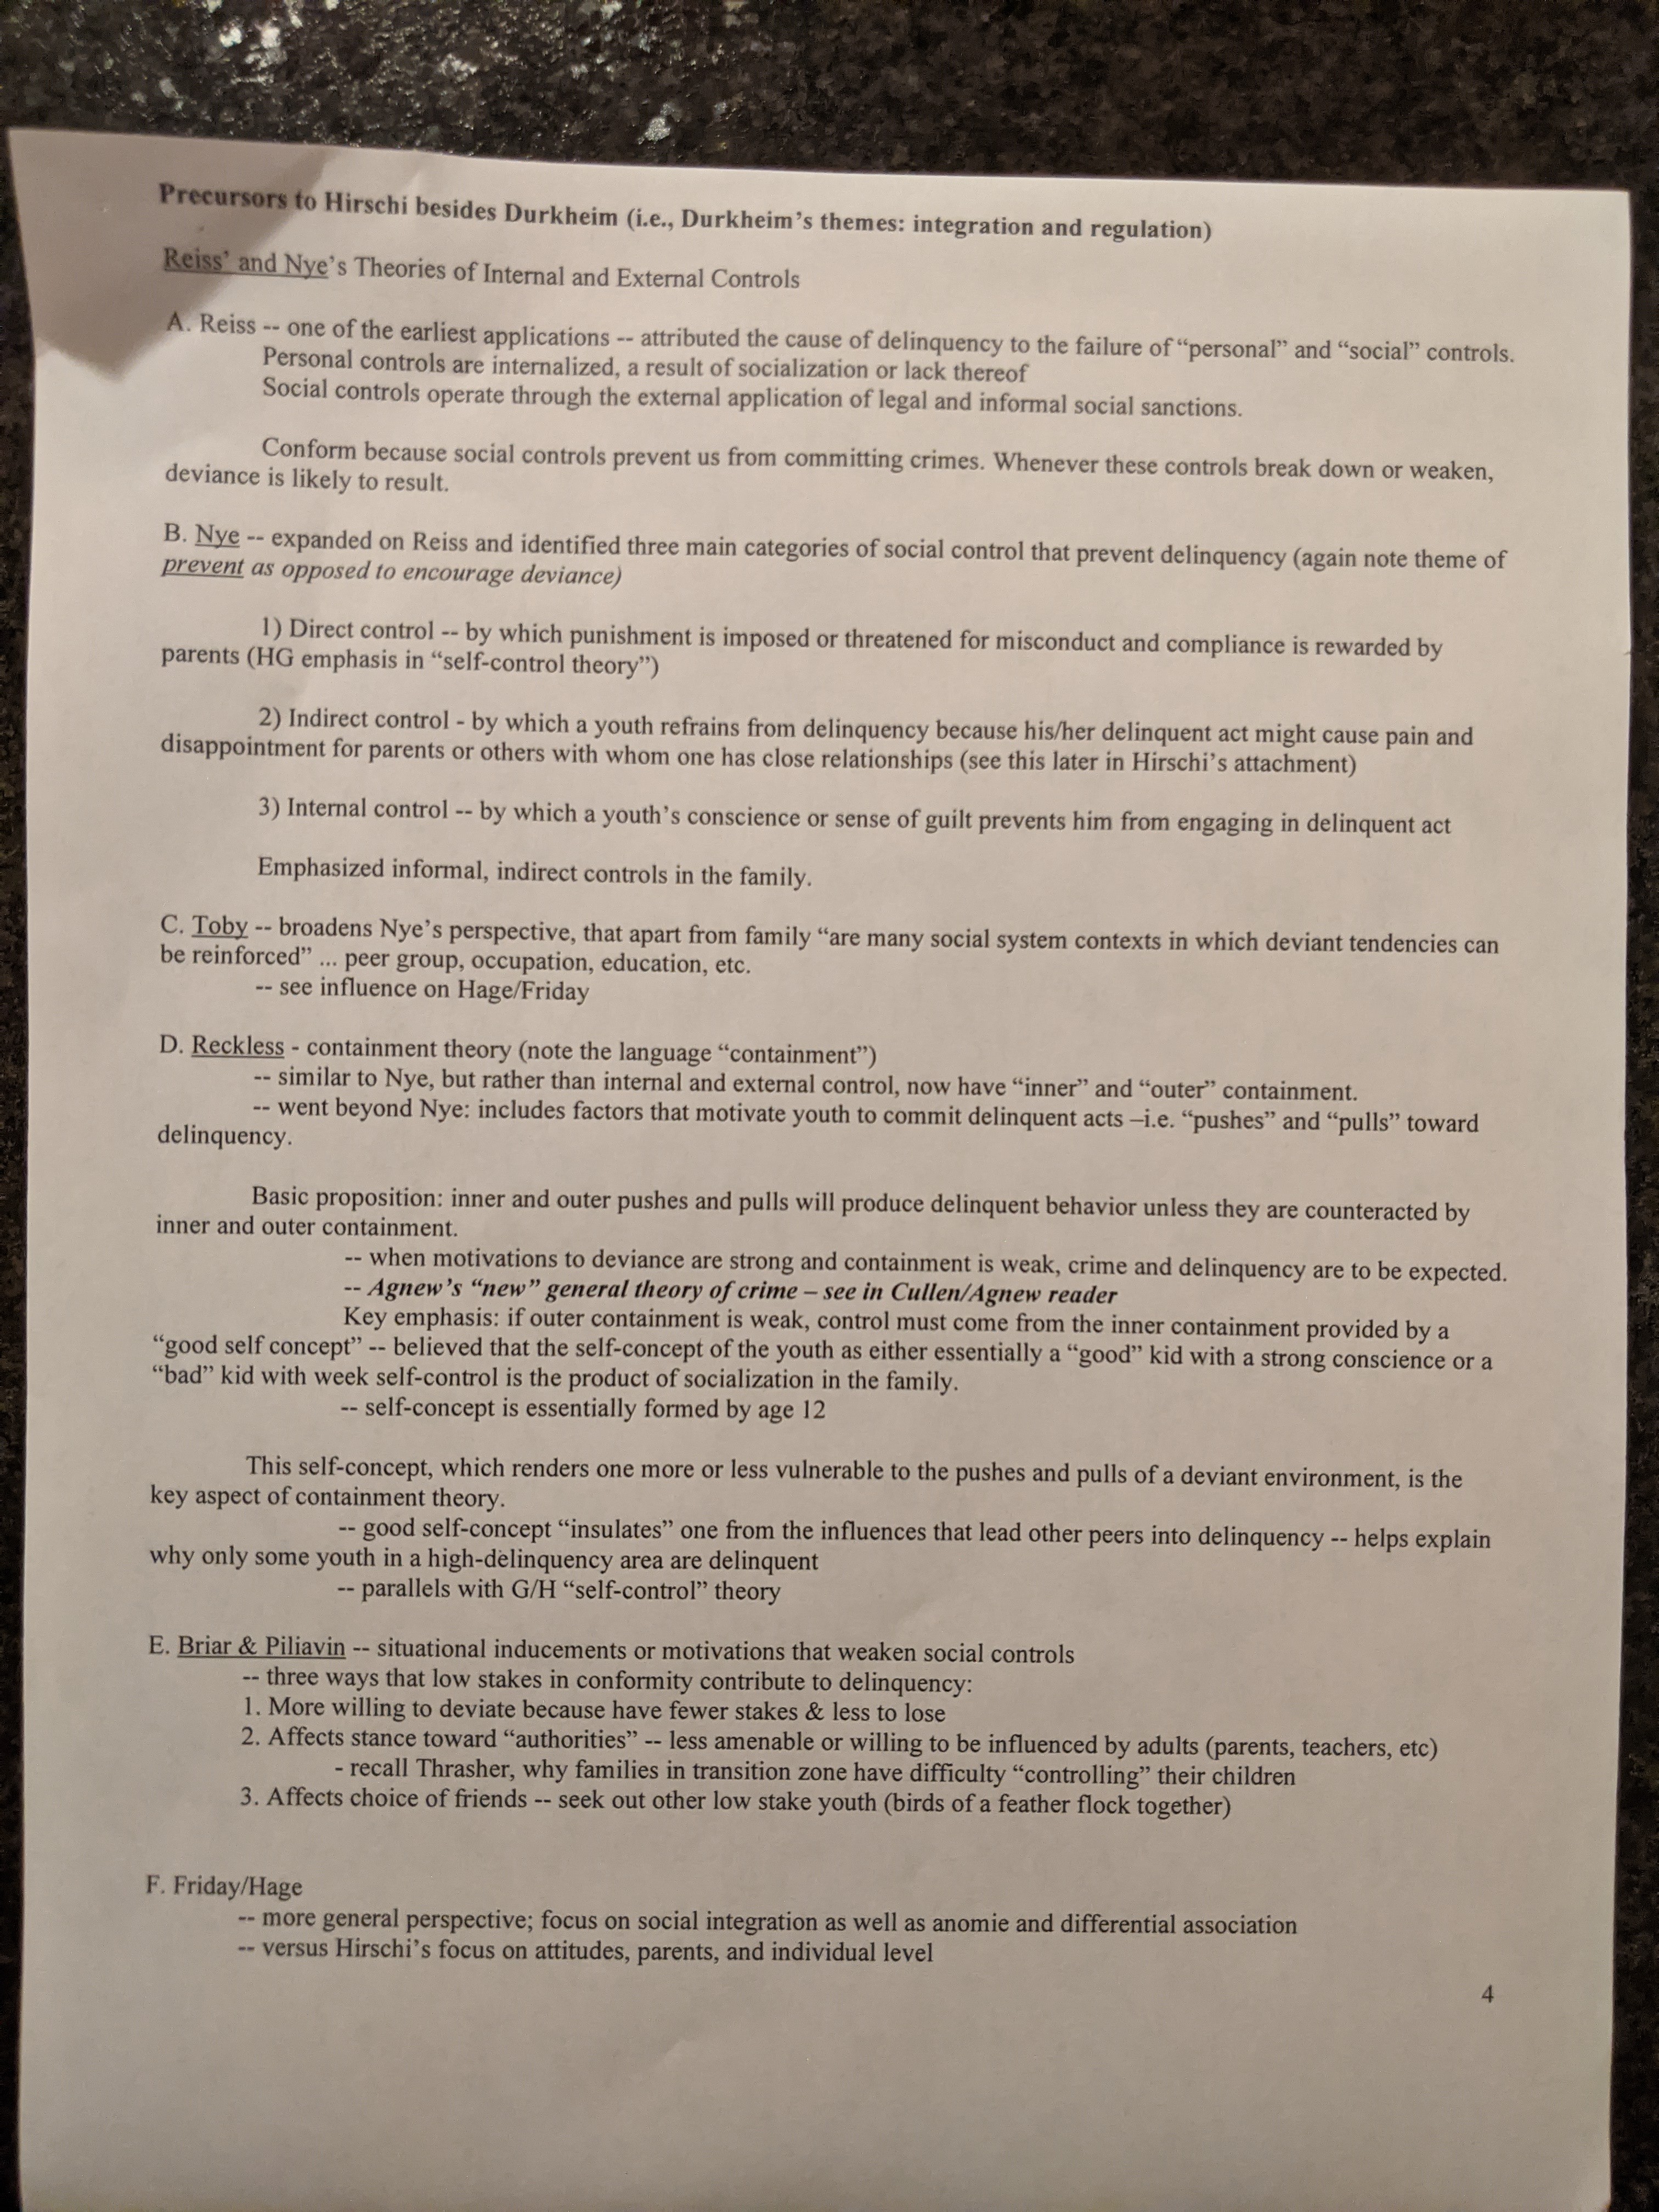 Precursors to Hirschi besides Durkheim (i.e., Durkheim's themes: integration and regulation)
Reiss' and Nye's Theories of Internal and External Controls
A. Reiss -- one of the earliest applications -- attributed the cause of delinquency to the failure of "personal" and "social" controls.
Personal controls are internalized, a result of socialization or lack thereof
Social controls operate through the external application of legal and informal social sanctions.
Conform because social controls prevent us from committing crimes. Whenever these controls break down or weaken,
deviance is likely to result.
B. Nye -- expanded on Reiss and identified three main categories of social control that prevent delinquency (again note theme of
prevent as opposed to encourage deviance)
1) Direct control -- by which punishment is imposed or threatened for misconduct and compliance is rewarded by
parents (HG emphasis in "self-control theory")
2) Indirect control - by which a youth refrains from delinquency because his/her delinquent act might cause pain and
disappointment for parents or others with whom one has close relationships (see this later in Hirschi's attachment)
3) Internal control -- by which a youth's conscience or sense of guilt prevents him from engaging in delinquent act
Emphasized informal, indirect controls in the family.
C. Toby -- broadens Nye's perspective, that apart from family "are many social system contexts in which deviant tendencies can
be reinforced" ... peer group, occupation, education, etc.
-- see influence on Hage/Friday
D. Reckless - containment theory (note the language "containment")
-- similar to Nye, but rather than internal and external control, now have "inner" and "outer" containment.
-- went beyond Nye: includes factors that motivate youth to commit delinquent acts –i.e. "pushes" and "pulls" toward
delinquency.
Basic proposition: inner and outer pushes and pulls will produce delinquent behavior unless they are counteracted by
inner and outer containment.
-- when motivations to deviance are strong and containment is weak, crime and delinquency are to be expected.
-- Agnew's "new" general theory of crime – see in Cullen/Agnew reader
Key emphasis: if outer containment is weak, control must come from the inner containment provided by a
"good self concept" -- believed that the self-concept of the youth as either essentially a "good" kid with a strong conscience or a
"bad" kid with week self-control is the product of socialization in the family.
-- self-concept is essentially formed by age 12
This self-concept, which renders one more or less vulnerable to the pushes and pulls of a deviant environment, is the
key aspect of containment theory.
-- good self-concept "insulates" one from the influences that lead other peers into delinquency -- helps explain
why only some youth in a high-delinquency area are delinquent
-- parallels with G/H "self-control" theory
E. Briar & Piliavin -- situational inducements or motivations that weaken social controls
-- three ways that low stakes in conformity contribute to delinquency:
1. More willing to deviate because have fewer stakes & less to lose
2. Affects stance toward "authorities" -- less amenable or willing to be influenced by adults (parents, teachers, etc)
- recall Thrasher, why families in transition zone have difficulty "controlling" their children
3. Affects choice of friends -- seek out other low stake youth (birds of a feather flock together)
F. Friday/Hage
-- more general perspective; focus on social integration as well as anomie and differential association
-- versus Hirschi's focus on attitudes, parents, and individual level
4